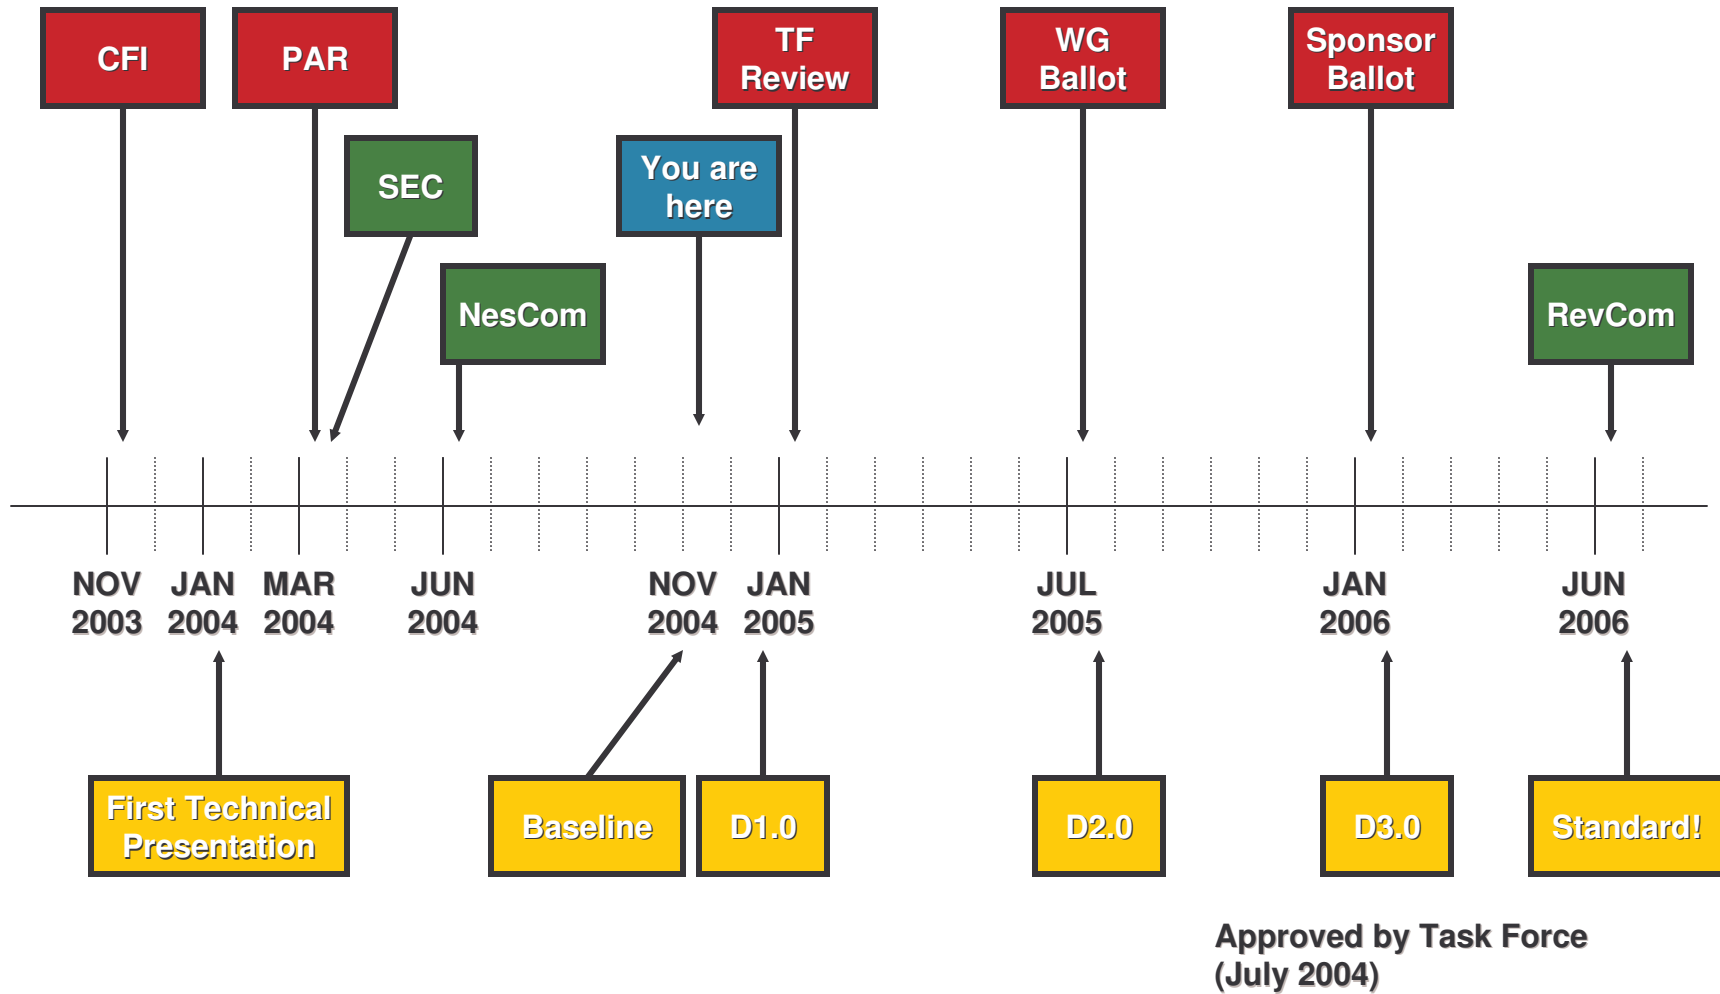 CFI
PAR
TF
Review
WG
Ballot
Sponsor
Ballot
SEC
You are
here
NesCom
RevCom
NOV
2003
JAN
2004
MAR
2004
JUN
2004
NOV
2004
JAN
2005
JUL
2005
JAN
2006
JUN
2006
First Technical
Presentation
Baseline
D1.0
D2.0
D3.0
Standard!
Approved by Task Force
(July 2004)